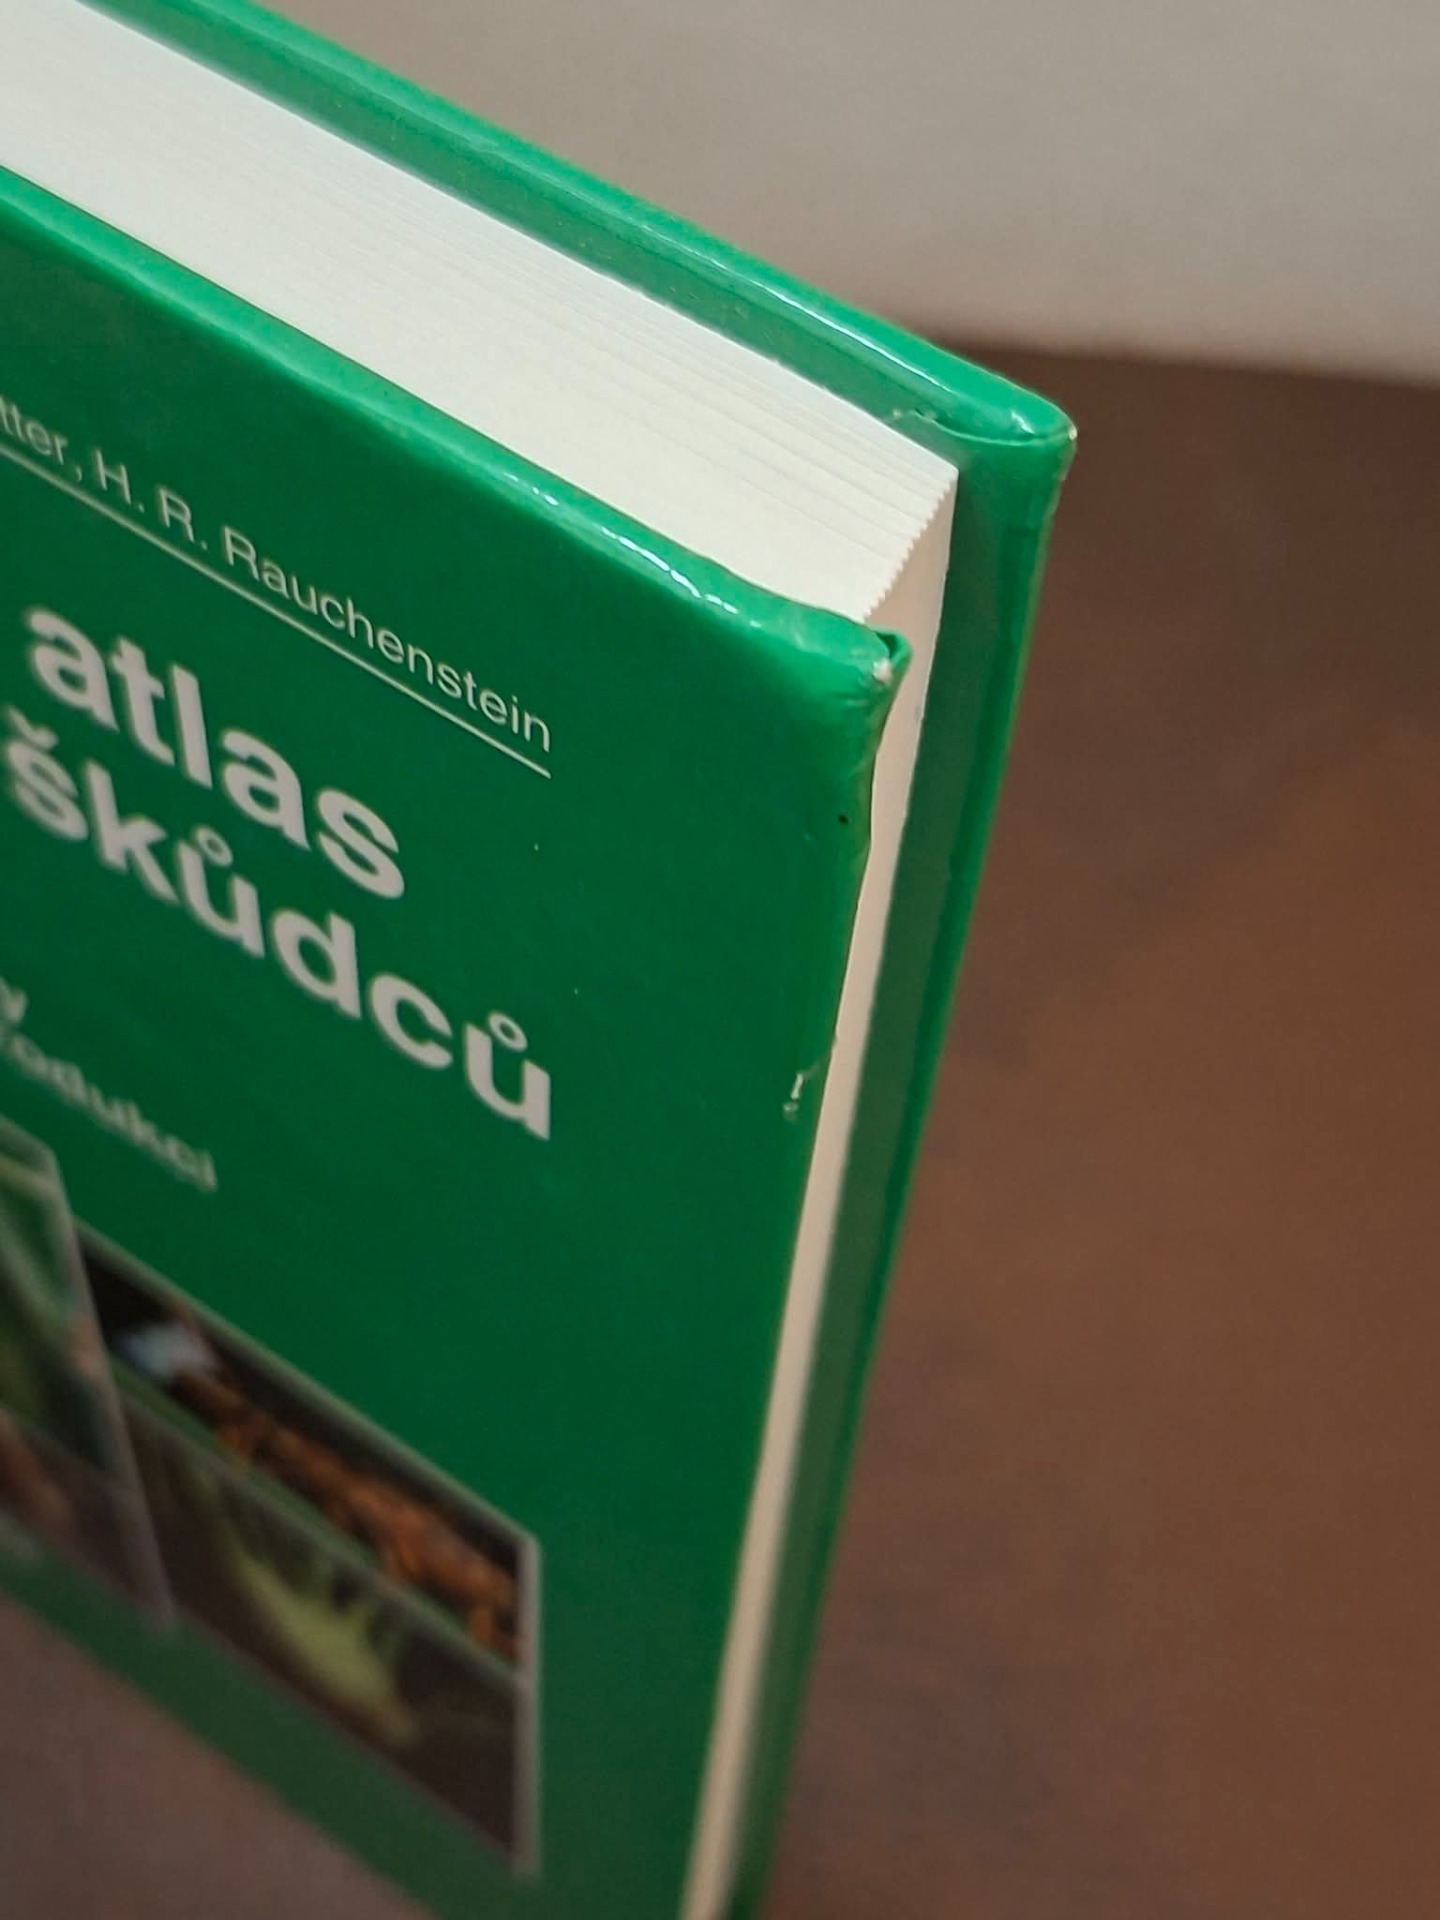 tter, H. R. Rauchenstein
atlas
škůdců